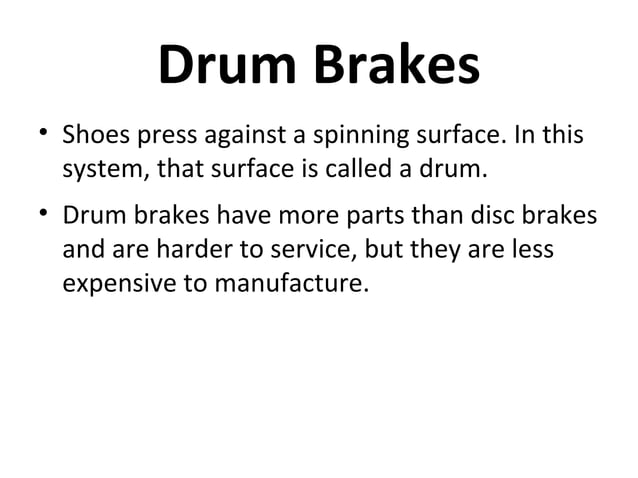 Drum Brakes
• Shoes press against a spinning surface. In this
system, that surface is called a drum.
• Drum brakes have more parts than disc brakes
and are harder to service, but they are less
expensive to manufacture.